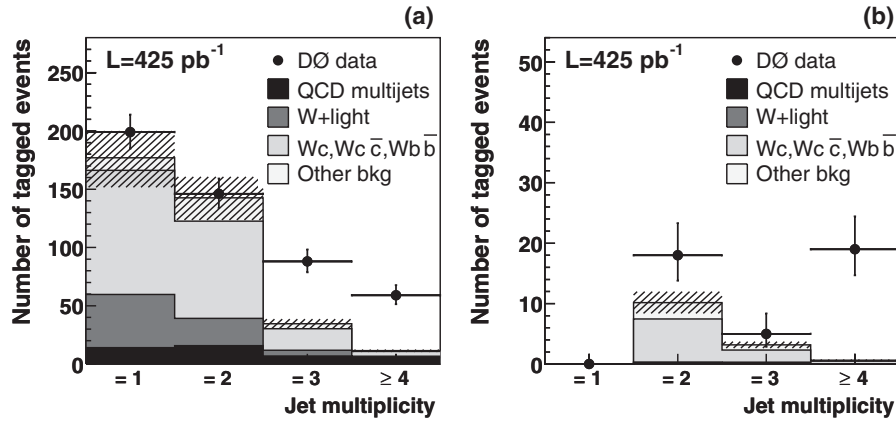 (a)
Number of tagged events
250
200
150
100
50
0
L=425 pb⁻¹
DØ data
QCD multijets
W+light
Wc,Wc c̅,Wb b̅
Other bkg
= 1
= 2
= 3
≥ 4
Jet multiplicity
(b)
Number of tagged events
50
40
30
20
10
0
L=425 pb⁻¹
DØ data
QCD multijets
W+light
Wc,Wc c̅,Wb b̅
Other bkg
= 1
= 2
= 3
≥ 4
Jet multiplicity